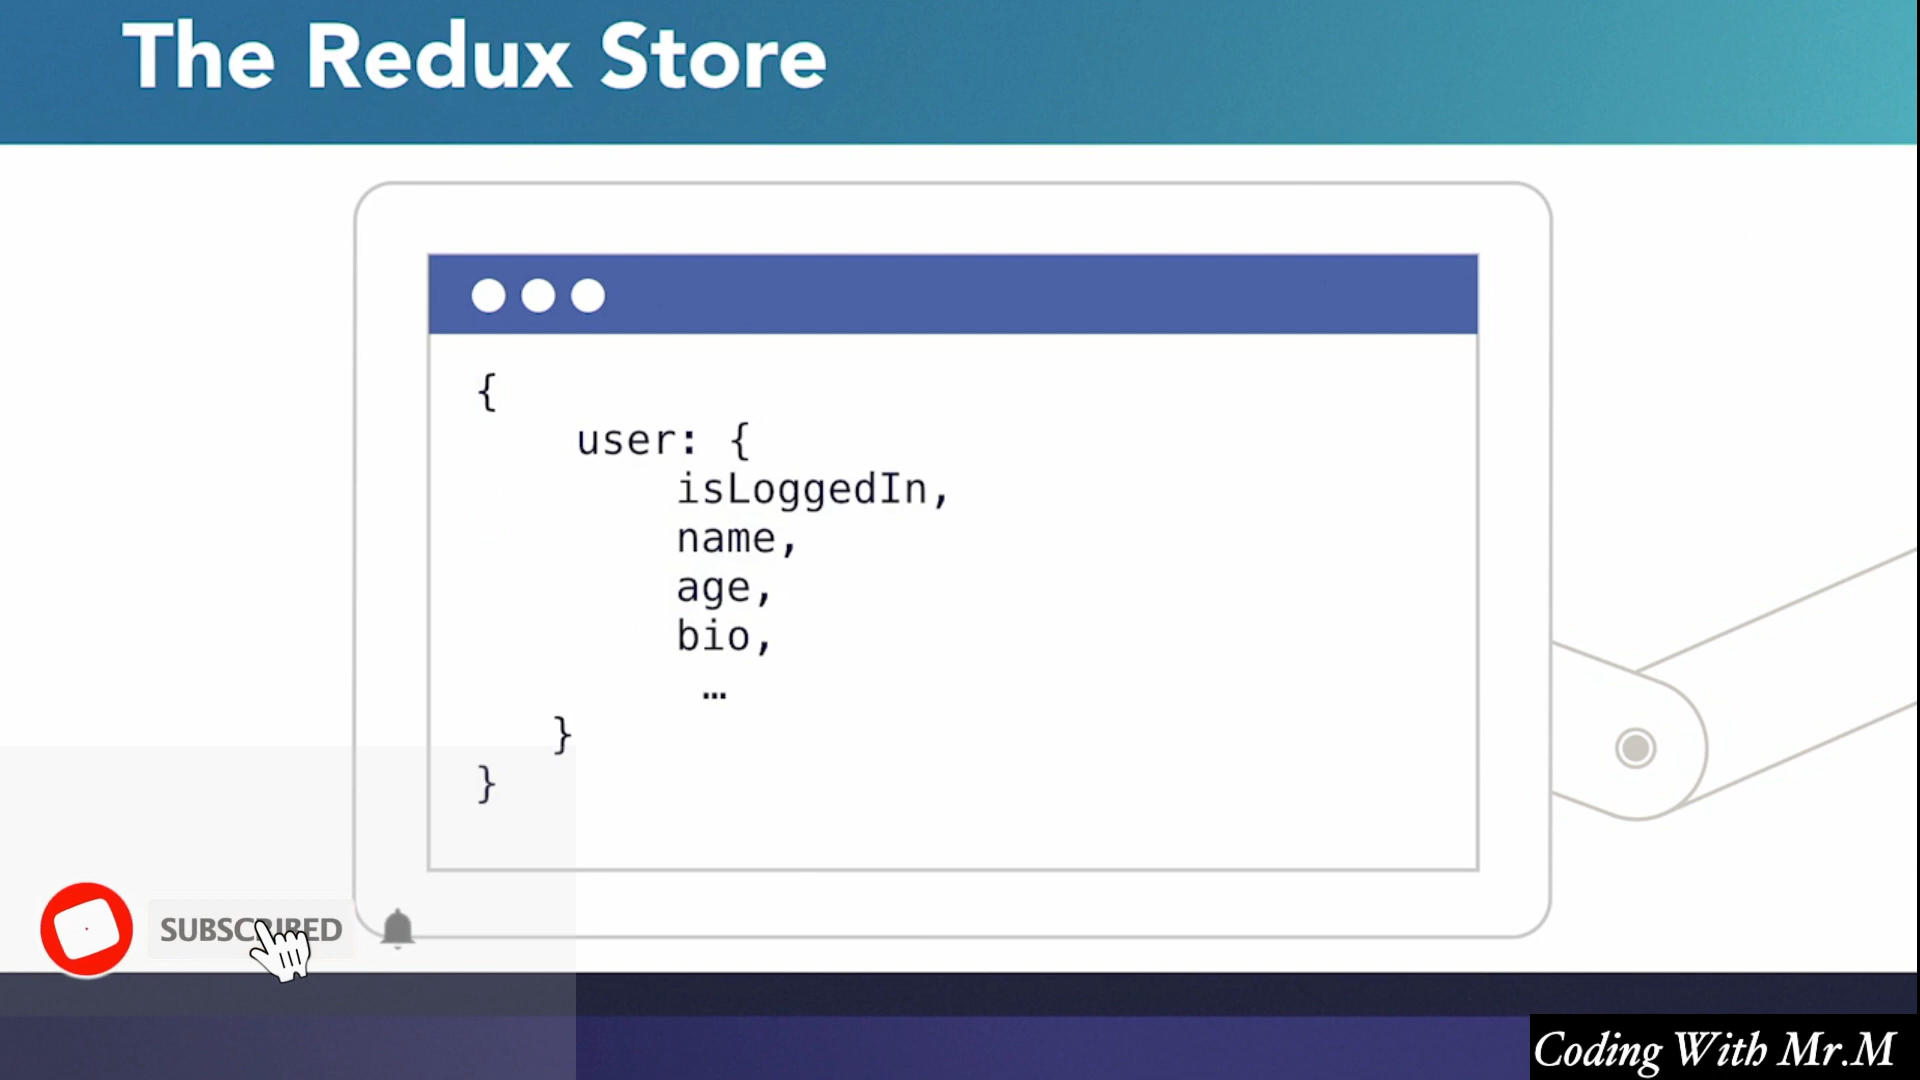 The Redux Store
{
user: {
isLoggedIn,
name,
age,
bio,
…
}
}
SUBSCRIBED
Coding With Mr.M